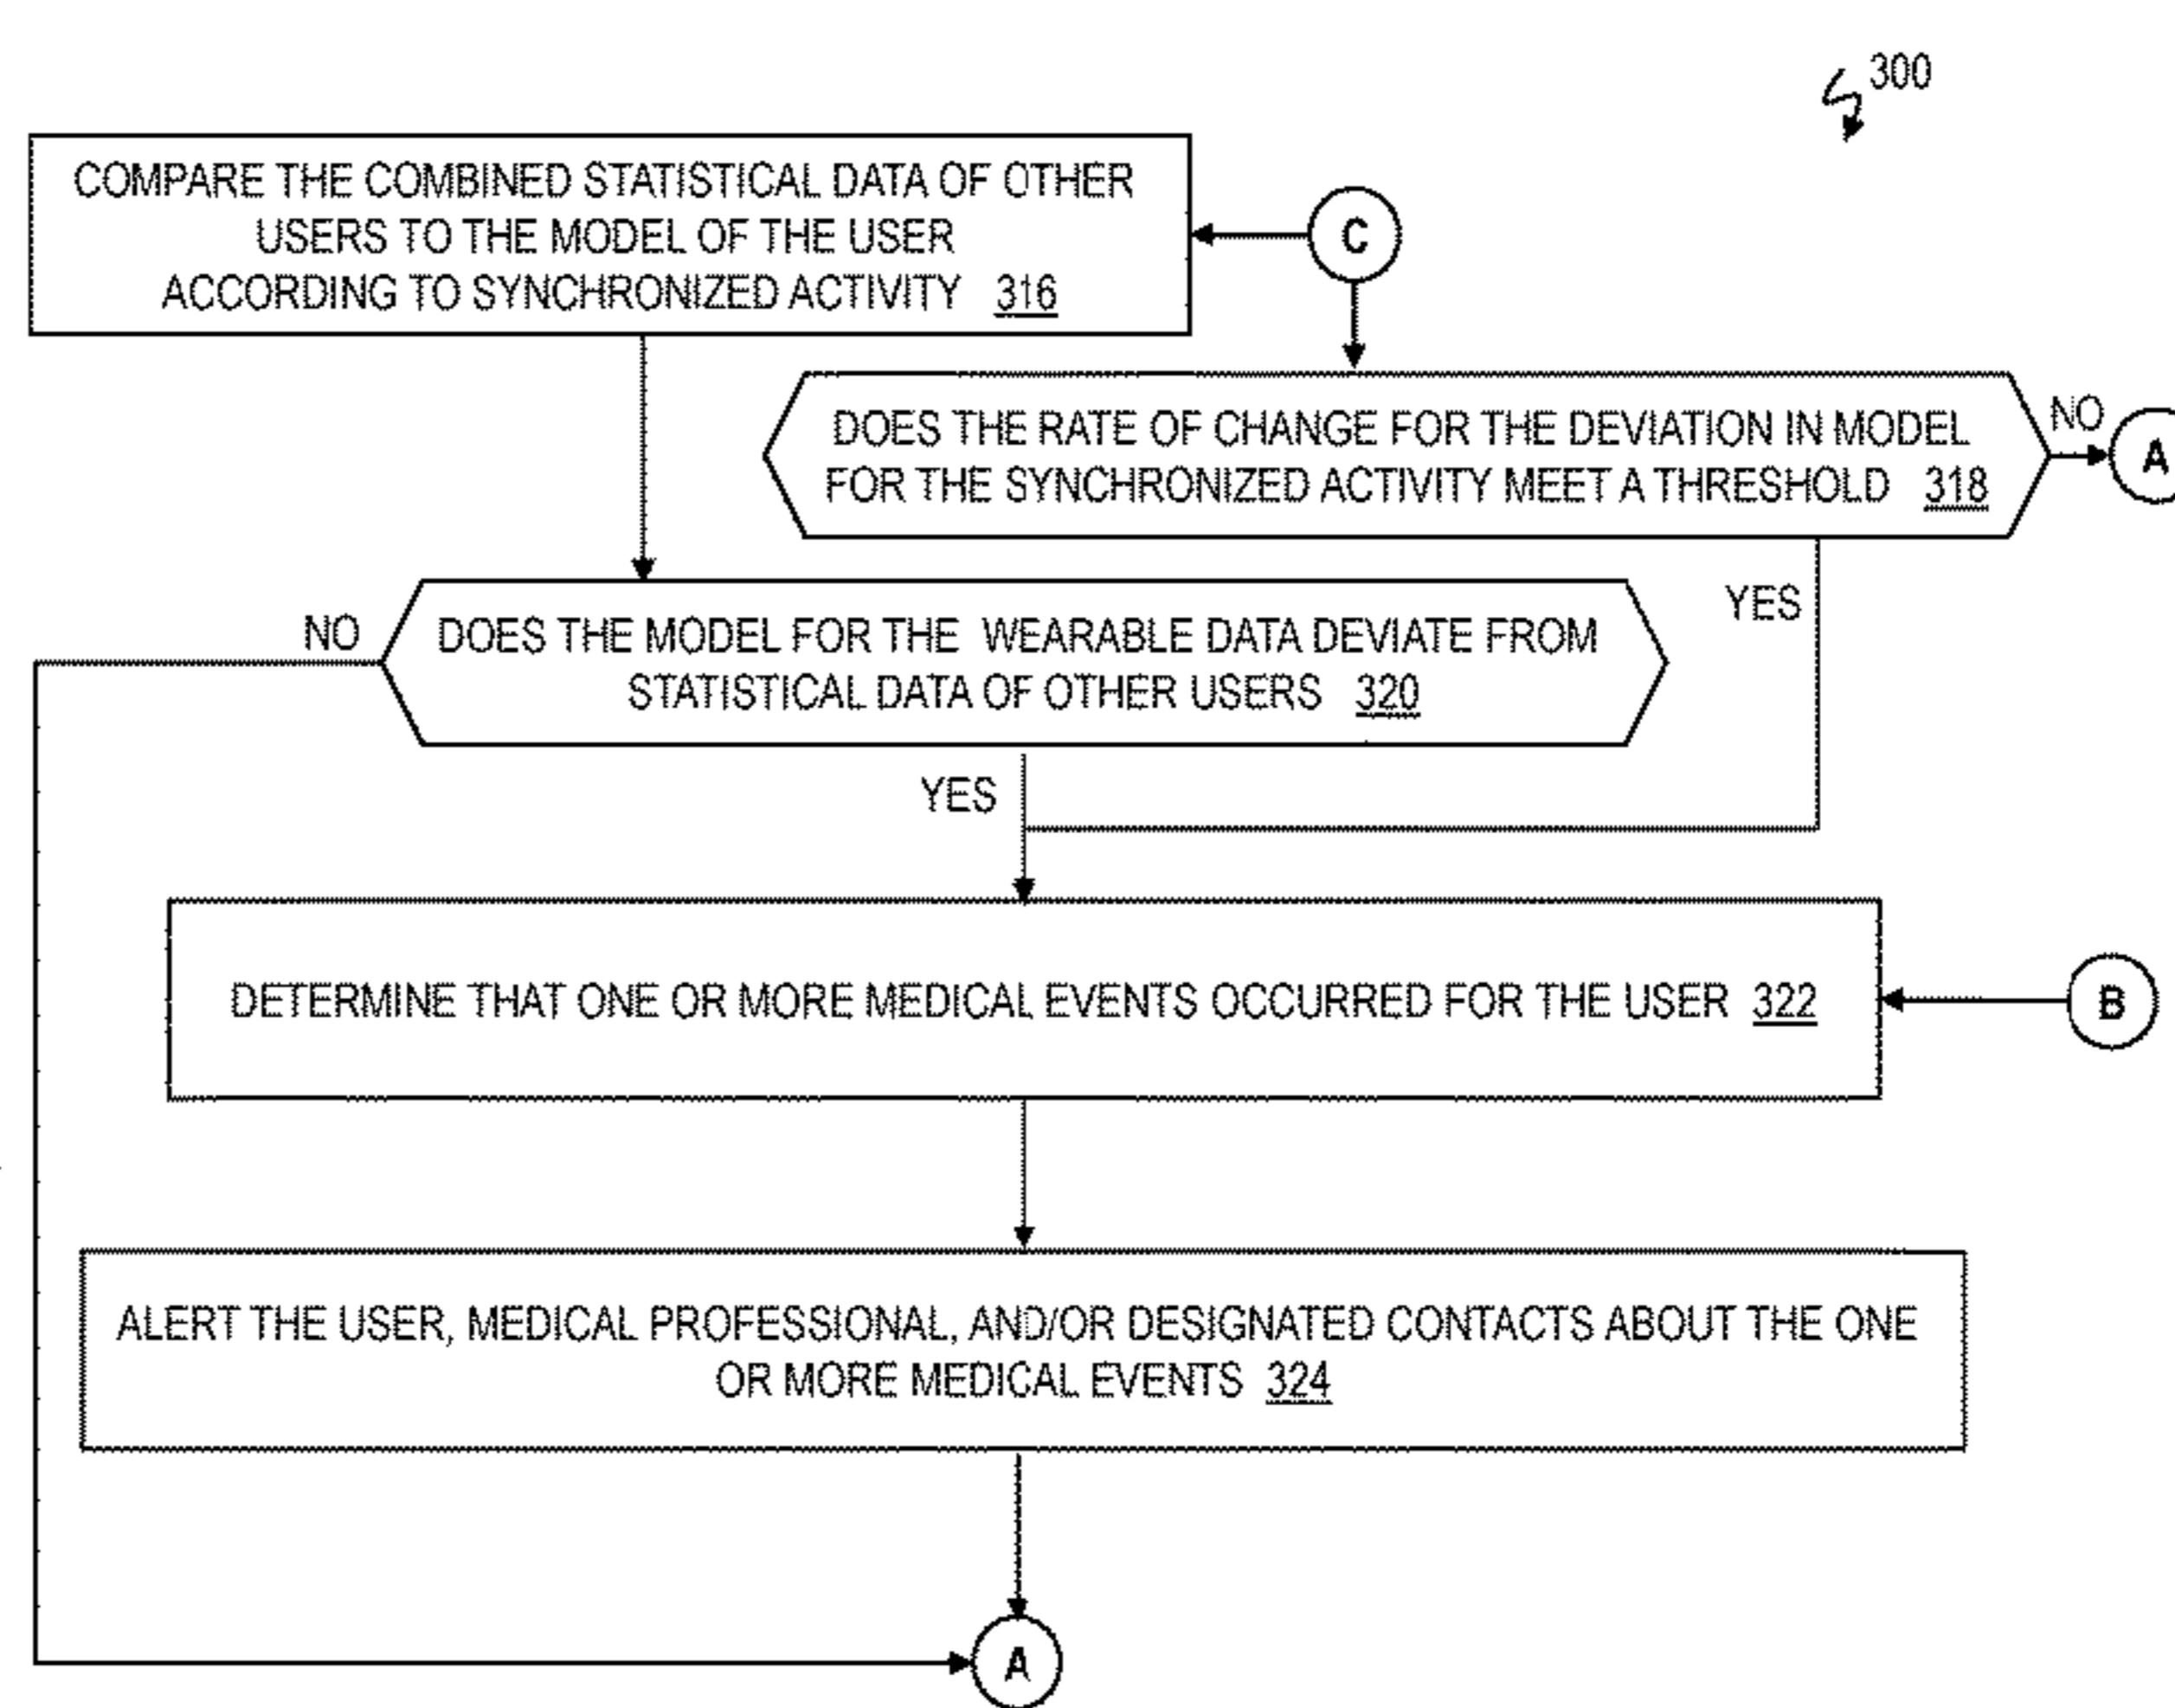 300
COMPARE THE COMBINED STATISTICAL DATA OF OTHER
USERS TO THE MODEL OF THE USER
ACCORDING TO SYNCHRONIZED ACTIVITY 316
C
DOES THE RATE OF CHANGE FOR THE DEVIATION IN MODEL
FOR THE SYNCHRONIZED ACTIVITY MEET A THRESHOLD 318
NO
A
YES
NO
DOES THE MODEL FOR THE WEARABLE DATA DEVIATE FROM
STATISTICAL DATA OF OTHER USERS 320
YES
DETERMINE THAT ONE OR MORE MEDICAL EVENTS OCCURRED FOR THE USER 322
B
ALERT THE USER, MEDICAL PROFESSIONAL, AND/OR DESIGNATED CONTACTS ABOUT THE ONE
OR MORE MEDICAL EVENTS 324
A